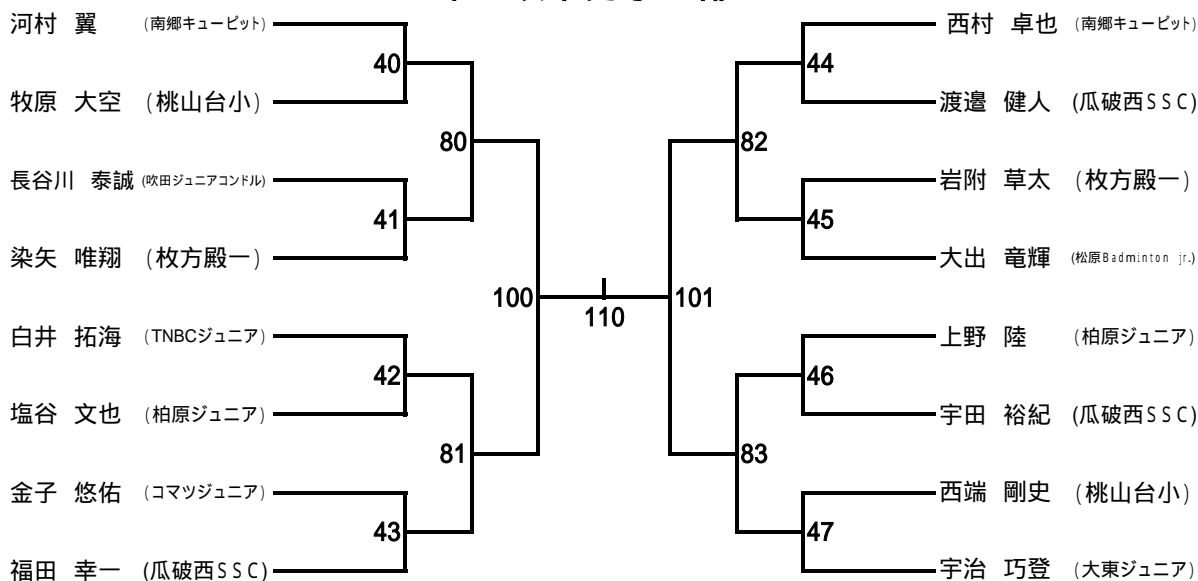 河村 翼 (南郷キューピット)
40
牧原 大空 (桃山台小)
80
長谷川 泰誠 (吹田ジュニアコンドル)
41
染矢 唯翔 (枚方殿一)
100
白井 拓海 (TNBCジュニア)
42
塩谷 文也 (柏原ジュニア)
81
金子 悠佑 (コマツジュニア)
43
福田 幸一 (瓜破西SSC)
110
西村 卓也 (南郷キューピット)
44
渡邉 健人 (瓜破西SSC)
82
岩附 草太 (枚方殿一)
45
大出 竜輝 (松原Badminton jr.)
101
上野 陸 (柏原ジュニア)
46
宇田 裕紀 (瓜破西SSC)
83
西端 剛史 (桃山台小)
47
宇治 巧登 (大東ジュニア)